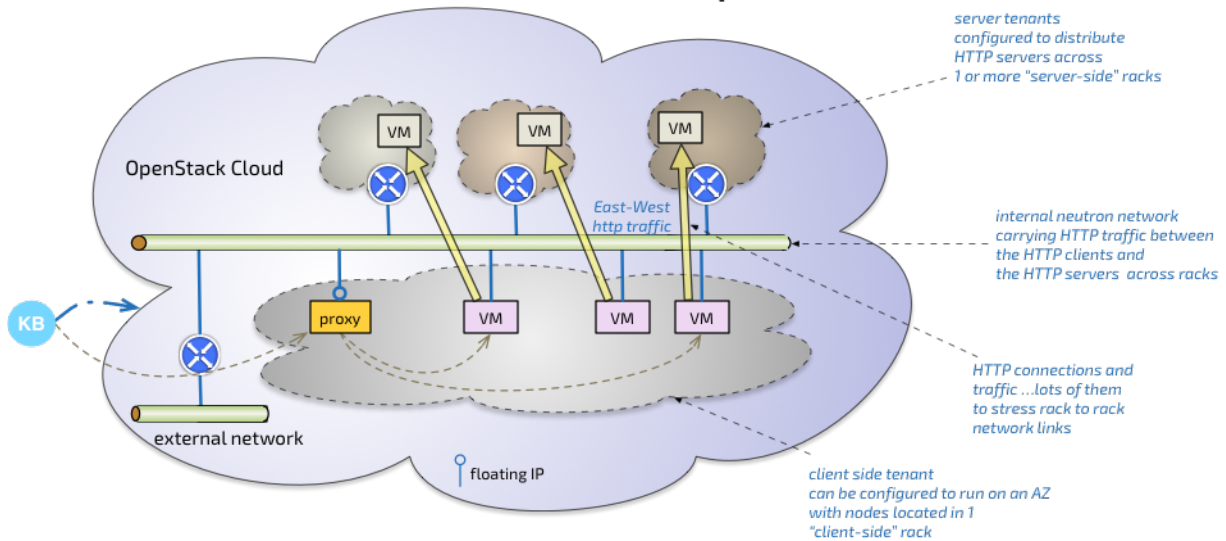 server tenants
configured to distribute
HTTP servers across
1 or more “server-side” racks
VM
VM
VM
OpenStack Cloud
East-West
http traffic
internal neutron network
carrying HTTP traffic between
the HTTP clients and
the HTTP servers across racks
KB
proxy
VM
VM
VM
HTTP connections and
traffic ...lots of them
to stress rack to rack
network links
external network
floating IP
client side tenant
can be configured to run on an AZ
with nodes located in 1
“client-side” rack